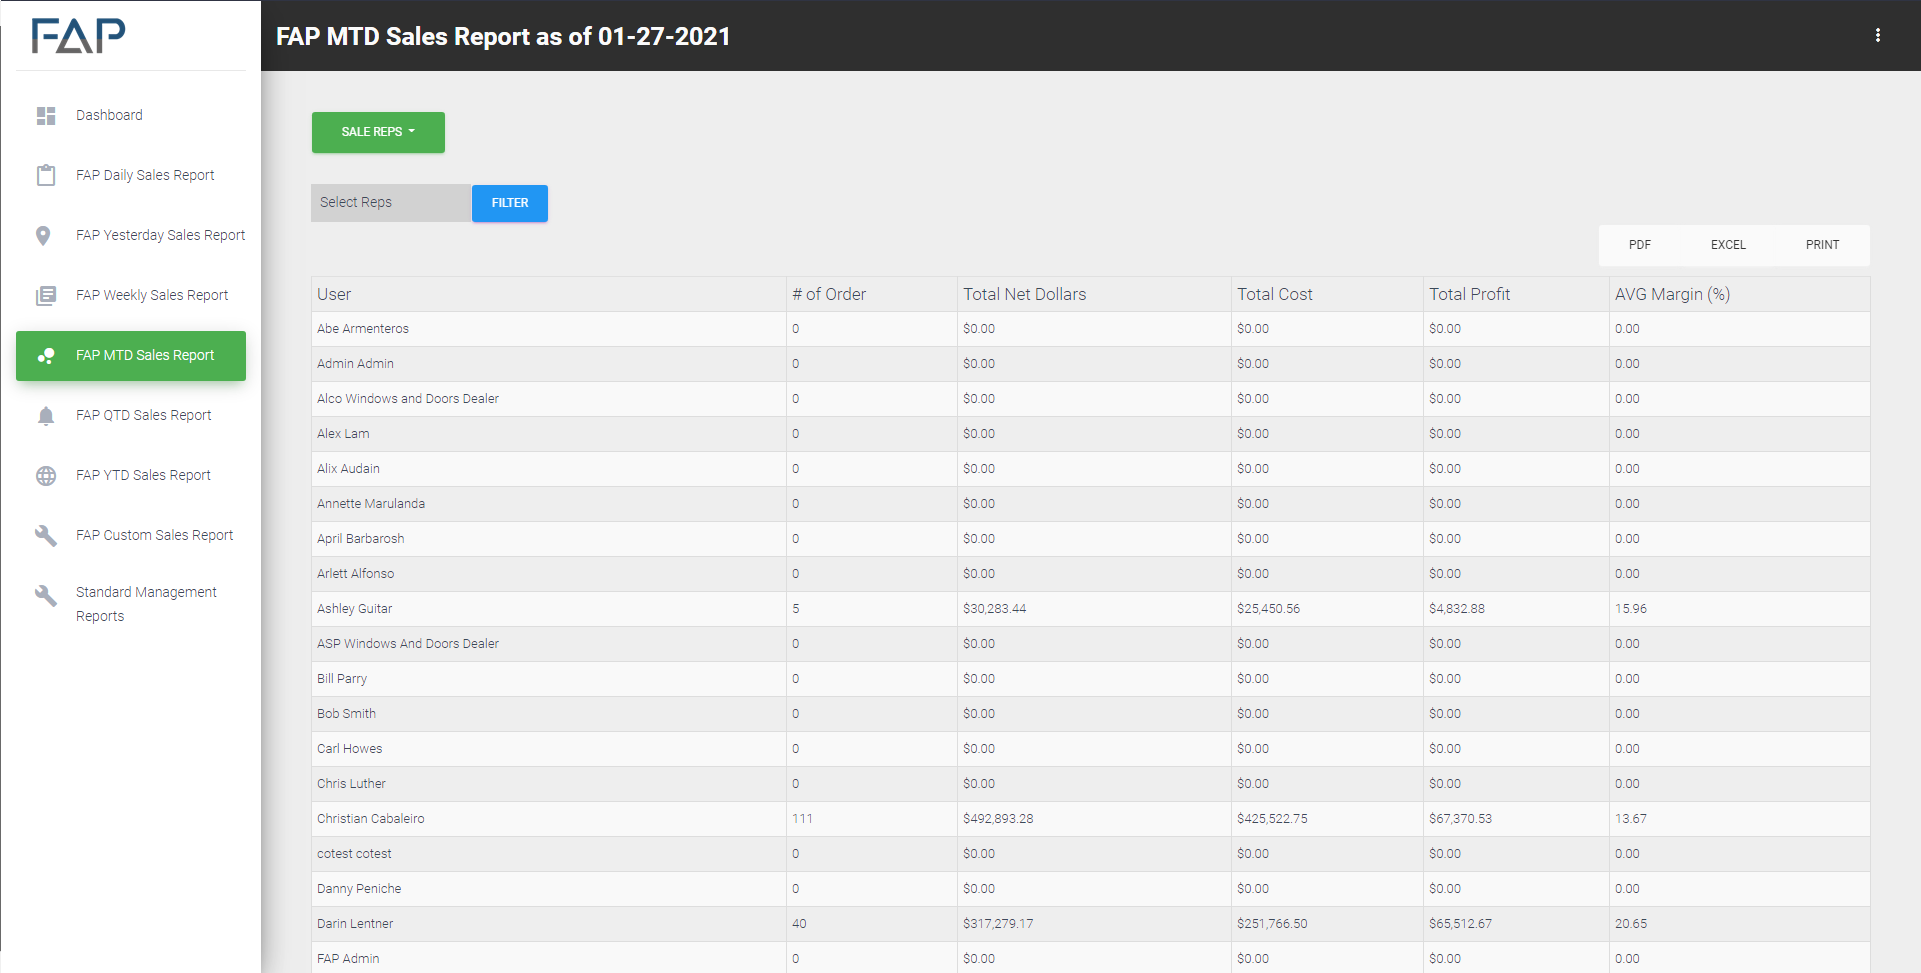 FAP
FAP MTD Sales Report as of 01-27-2021
Dashboard
FAP Daily Sales Report
FAP Yesterday Sales Report
FAP Weekly Sales Report
FAP MTD Sales Report
FAP QTD Sales Report
FAP YTD Sales Report
FAP Custom Sales Report
Standard Management
Reports
SALE REPS
Select Reps FILTER
PDF EXCEL PRINT
User # of Order Total Net Dollars Total Cost Total Profit AVG Margin (%)
Abe Armenteros 0 $0.00 $0.00 $0.00 0.00
Admin Admin 0 $0.00 $0.00 $0.00 0.00
Alco Windows and Doors Dealer 0 $0.00 $0.00 $0.00 0.00
Alex Lam 0 $0.00 $0.00 $0.00 0.00
Alix Audain 0 $0.00 $0.00 $0.00 0.00
Annette Marulanda 0 $0.00 $0.00 $0.00 0.00
April Barbarosh 0 $0.00 $0.00 $0.00 0.00
Arlett Alfonso 0 $0.00 $0.00 $0.00 0.00
Ashley Guitar 5 $30,283.44 $25,450.56 $4,832.88 15.96
ASP Windows And Doors Dealer 0 $0.00 $0.00 $0.00 0.00
Bill Parry 0 $0.00 $0.00 $0.00 0.00
Bob Smith 0 $0.00 $0.00 $0.00 0.00
Carl Howes 0 $0.00 $0.00 $0.00 0.00
Chris Luther 0 $0.00 $0.00 $0.00 0.00
Christian Cabaleiro 111 $492,893.28 $425,522.75 $67,370.53 13.67
cotest cotest 0 $0.00 $0.00 $0.00 0.00
Danny Peniche 0 $0.00 $0.00 $0.00 0.00
Darin Lentner 40 $317,279.17 $251,766.50 $65,512.67 20.65
FAP Admin 0 $0.00 $0.00 $0.00 0.00